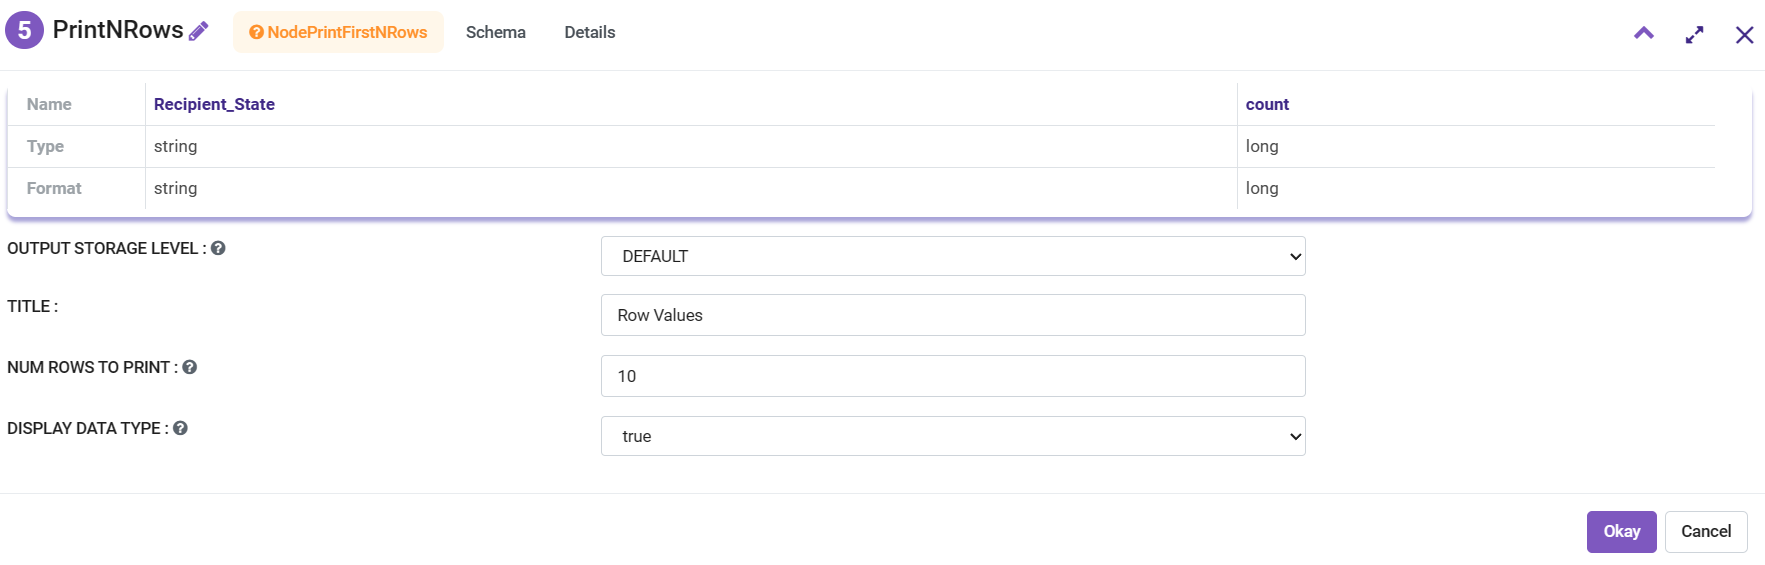 5 PrintNRows NodePrintFirstNRows Schema Details
Name Recipient_State count
Type string long
Format string long
OUTPUT STORAGE LEVEL : DEFAULT
TITLE : Row Values
NUM ROWS TO PRINT : 10
DISPLAY DATA TYPE : true
Okay Cancel